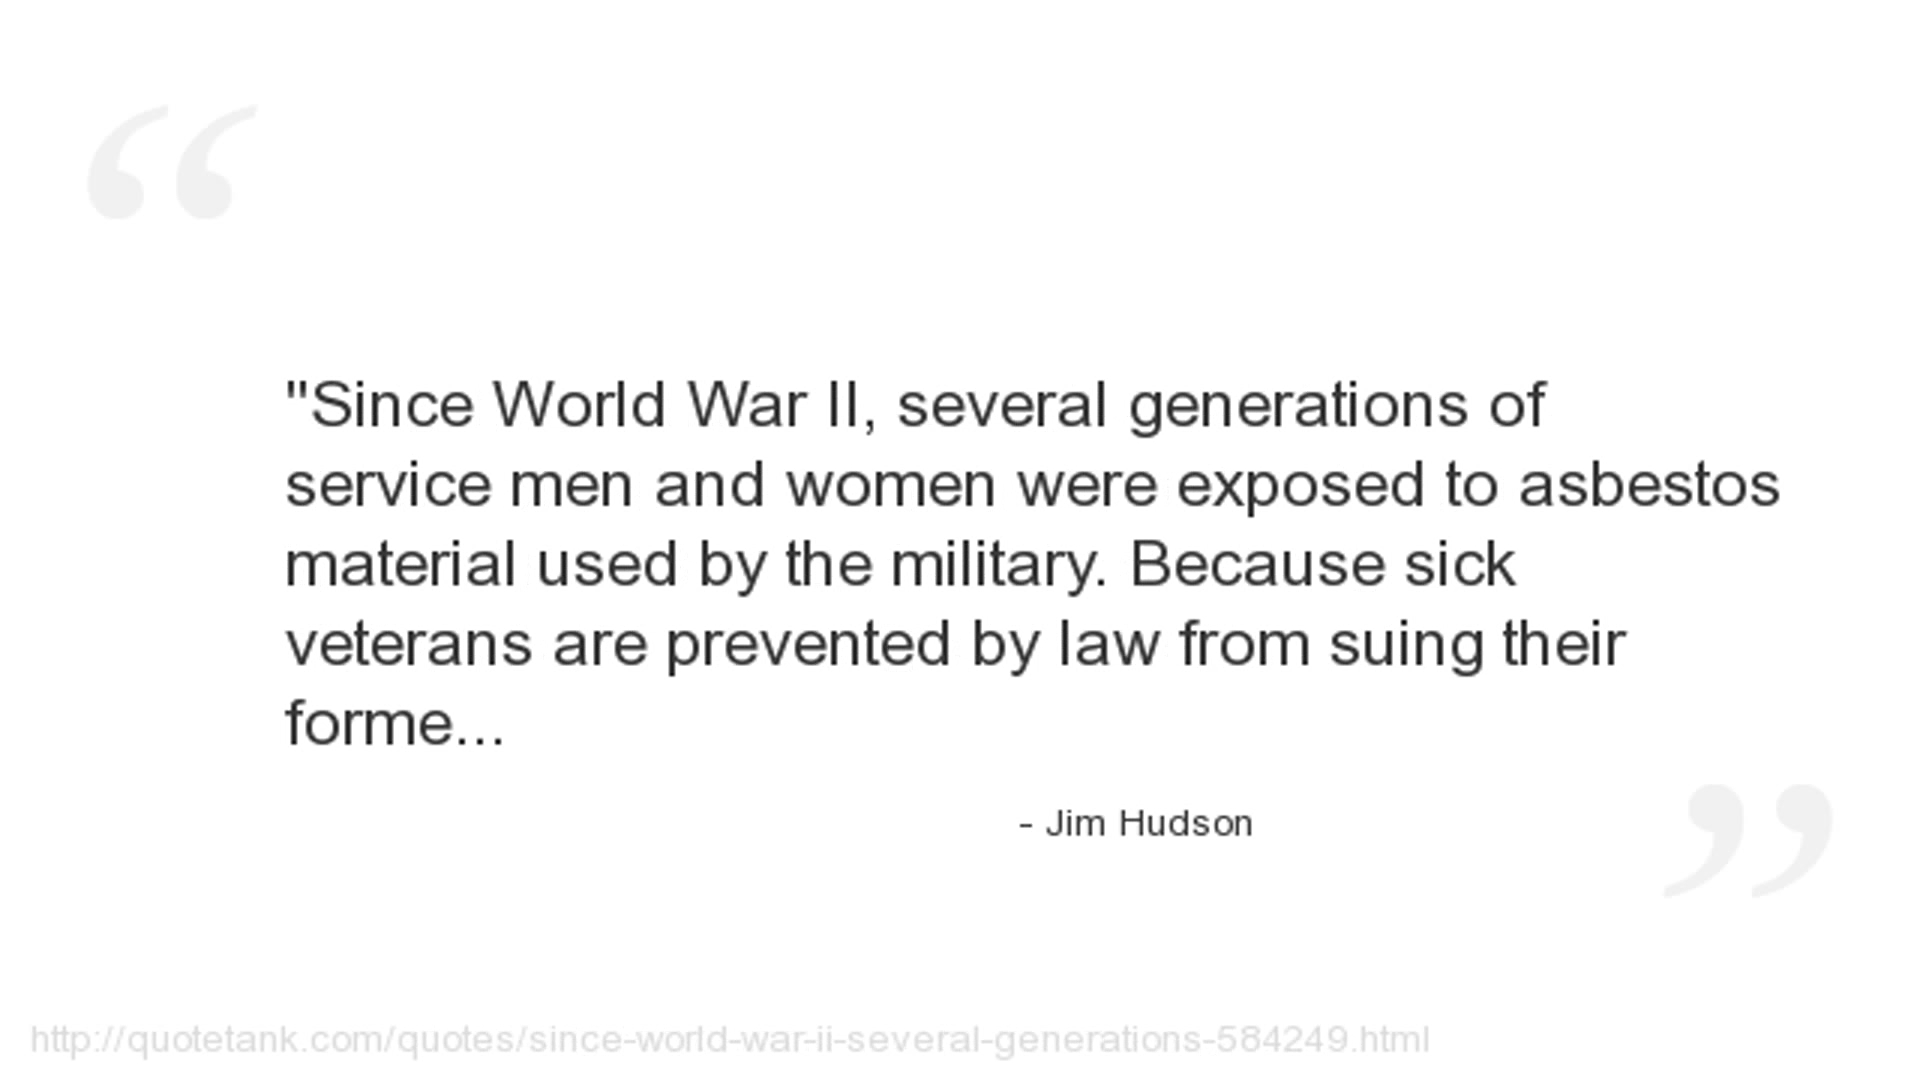 "Since World War II, several generations of
service men and women were exposed to asbestos
material used by the military. Because sick
veterans are prevented by law from suing their
forme...
- Jim Hudson
http://quotetank.com/quotes/since-world-war-ii-several-generations-584249.html